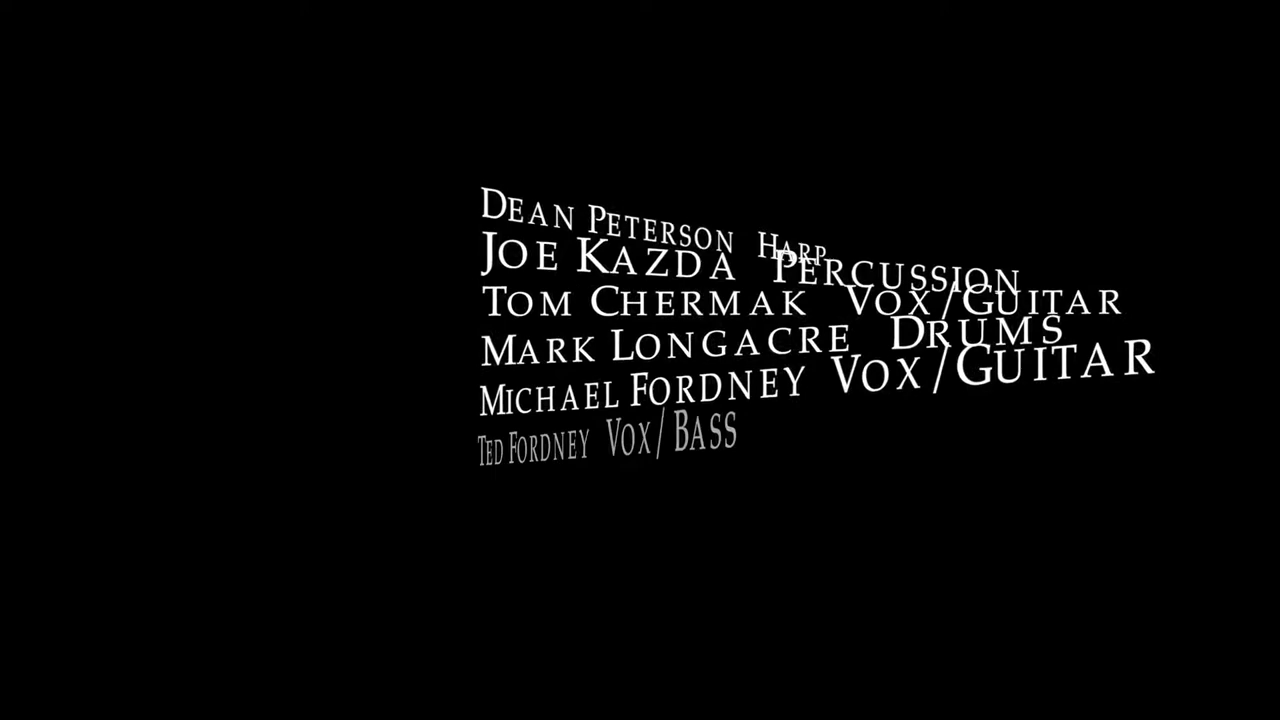 Dean Peterson Harp
Joe Kazda Percussion
Tom Chermak Vox/Guitar
Mark Longacre Drums
Michael Fordney Vox/Guitar
Ted Fordney Vox/Bass